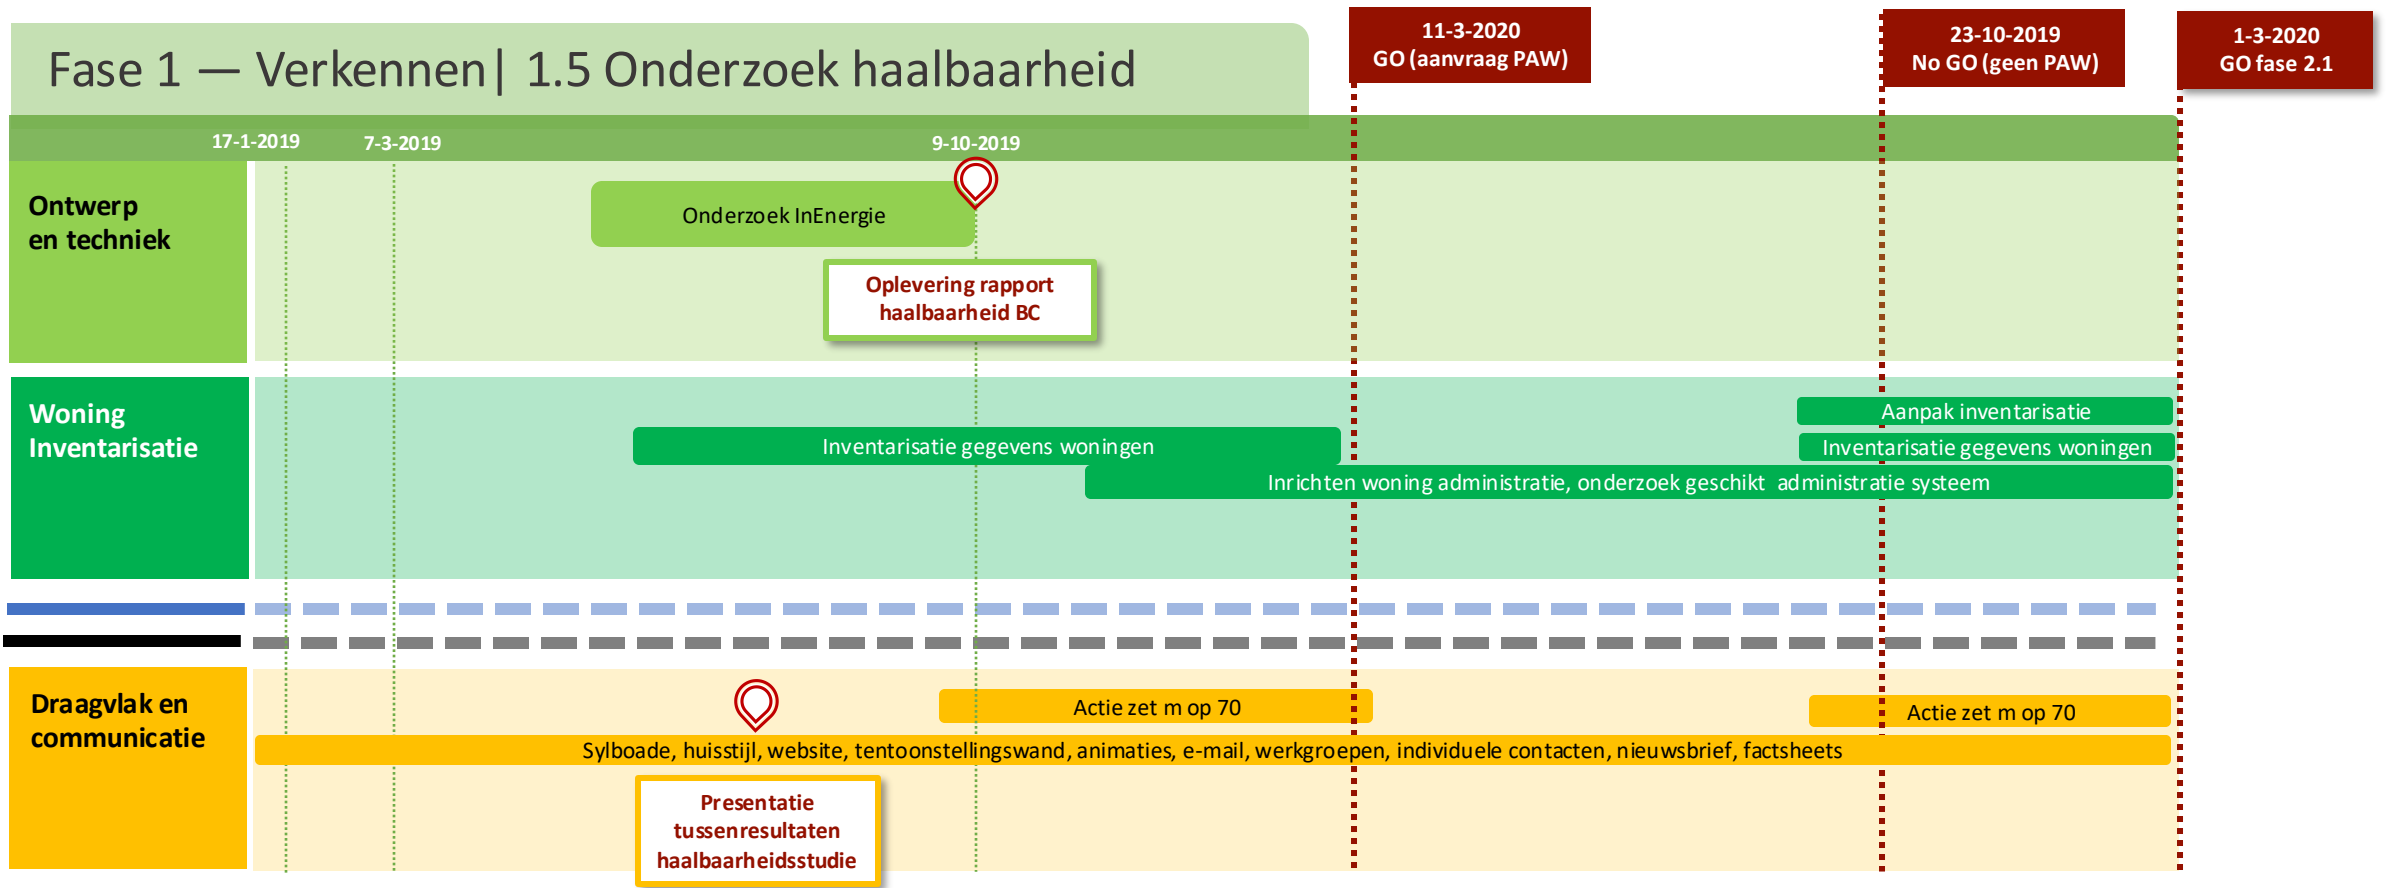 Fase 1 — Verkennen| 1.5 Onderzoek haalbaarheid
11-3-2020
GO (aanvraag PAW)
23-10-2019
No GO (geen PAW)
1-3-2020
GO fase 2.1
17-1-2019
7-3-2019
9-10-2019
Ontwerp
en techniek
Onderzoek InEnergie
Oplevering rapport
haalbaarheid BC
Woning
Inventarisatie
Aanpak inventarisatie
Inventarisatie gegevens woningen
Inventarisatie gegevens woningen
Inrichten woning administratie, onderzoek geschikt administratie systeem
Draagvlak en
communicatie
Actie zet m op 70
Actie zet m op 70
Sylboade, huisstijl, website, tentoonstellingswand, animaties, e-mail, werkgroepen, individuele contacten, nieuwsbrief, factsheets
Presentatie
tussenresultaten
haalbaarheidsstudie